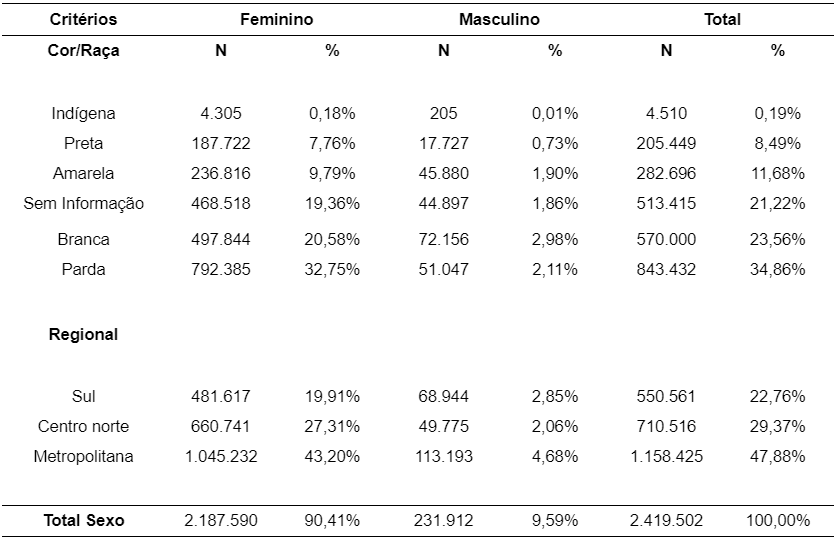 Critérios Feminino Masculino Total
Cor/Raça N % N % N %
Indígena 4.305 0,18% 205 0,01% 4.510 0,19%
Preta 187.722 7,76% 17.727 0,73% 205.449 8,49%
Amarela 236.816 9,79% 45.880 1,90% 282.696 11,68%
Sem Informação 468.518 19,36% 44.897 1,86% 513.415 21,22%
Branca 497.844 20,58% 72.156 2,98% 570.000 23,56%
Parda 792.385 32,75% 51.047 2,11% 843.432 34,86%
Regional
Sul 481.617 19,91% 68.944 2,85% 550.561 22,76%
Centro norte 660.741 27,31% 49.775 2,06% 710.516 29,37%
Metropolitana 1.045.232 43,20% 113.193 4,68% 1.158.425 47,88%
Total Sexo 2.187.590 90,41% 231.912 9,59% 2.419.502 100,00%